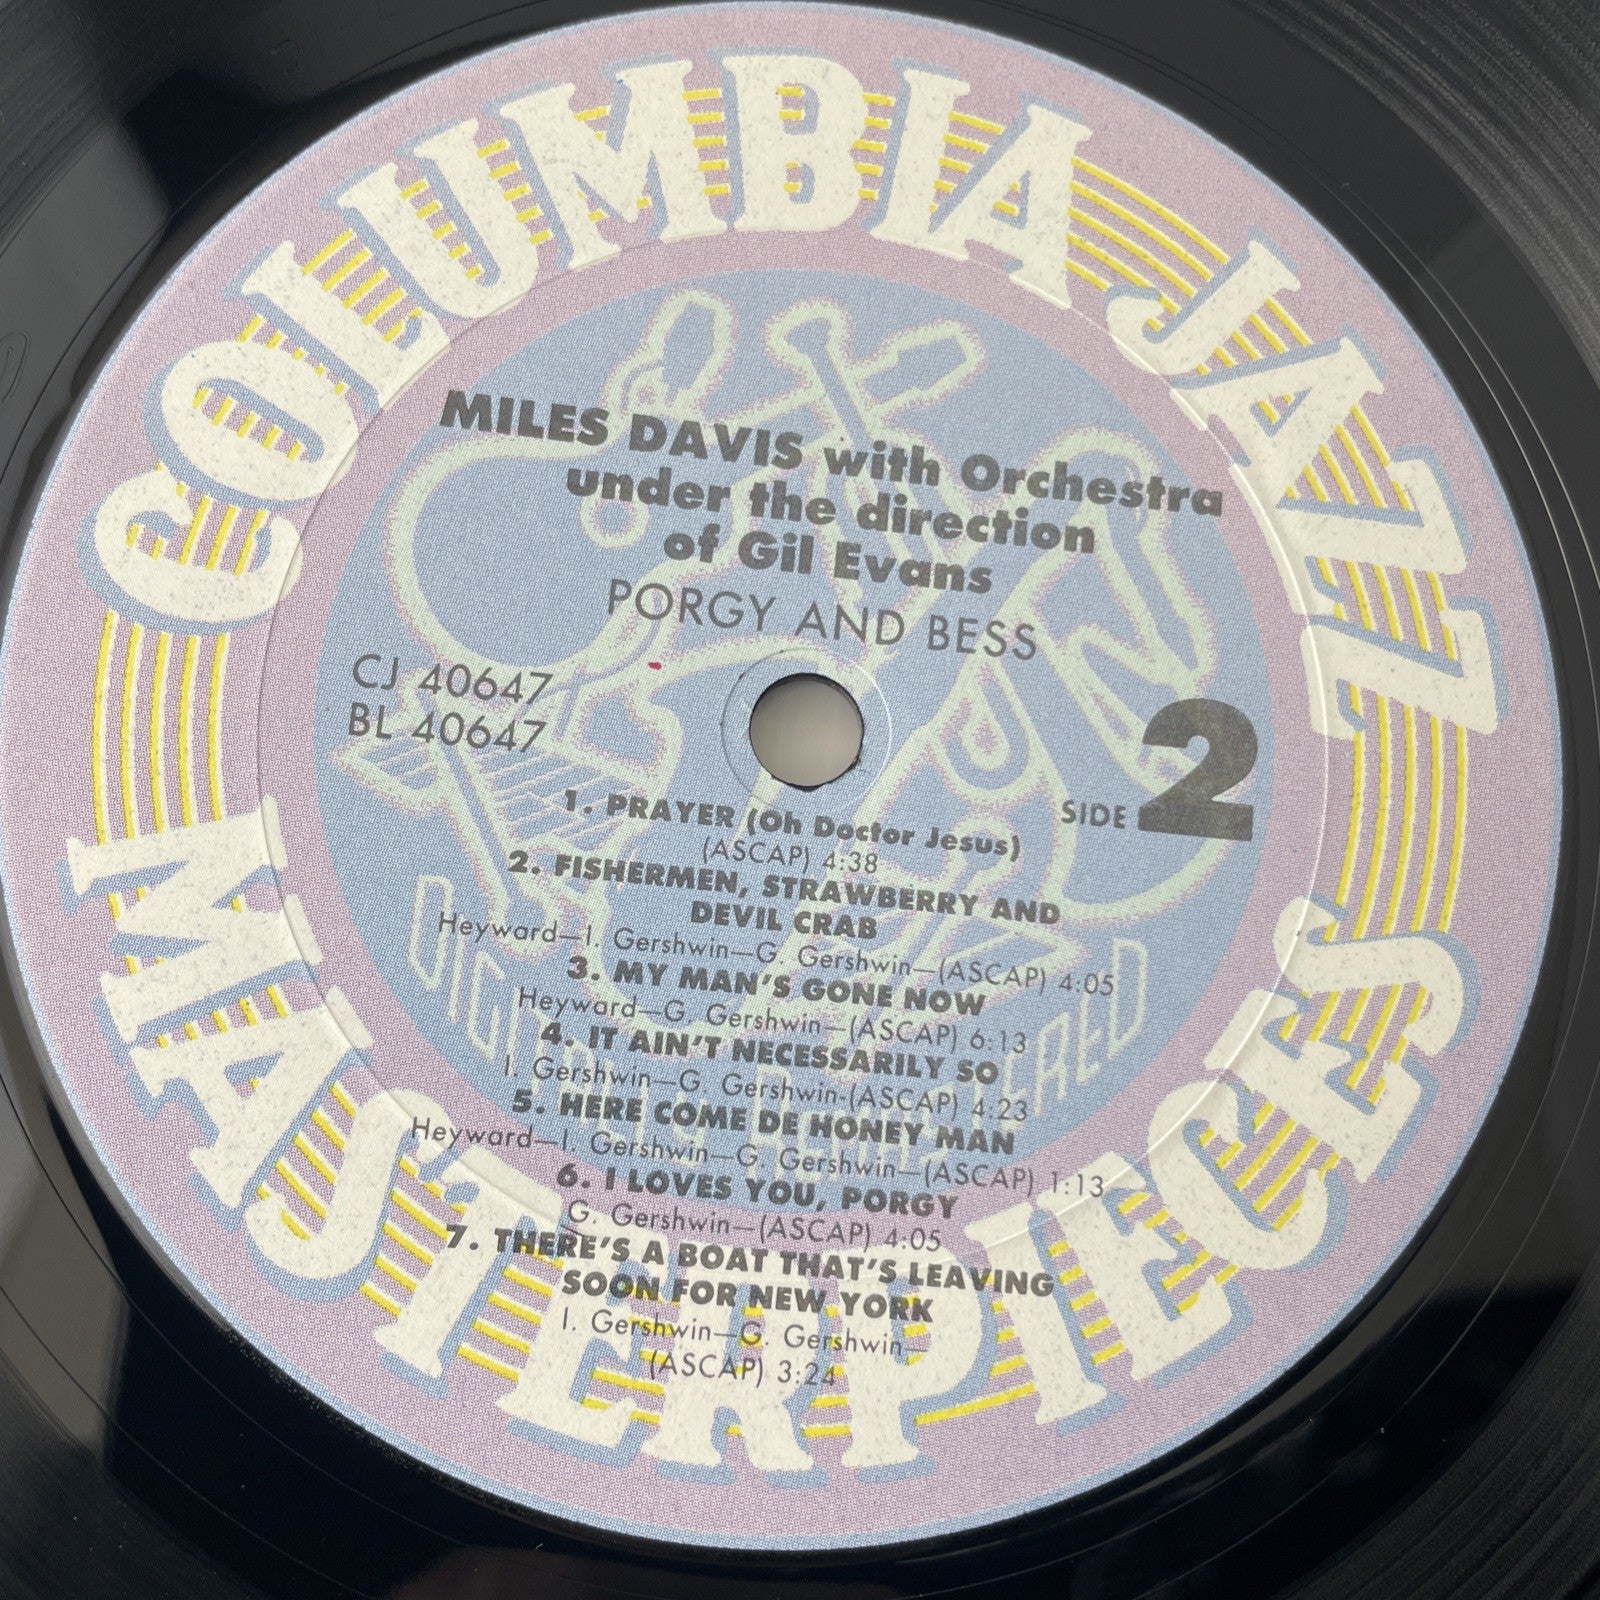 COLUMBIA JAZZ
MASTERPIECES
MILES DAVIS with Orchestra
under the direction
of Gil Evans
PORGY AND BESS
CJ 40647
BL 40647
SIDE 2
1. PRAYER (Oh Doctor Jesus)
(ASCAP) 4:38
2. FISHERMEN, STRAWBERRY AND
DEVIL CRAB
Heyward—I. Gershwin—G. Gershwin—(ASCAP) 4:05
3. MY MAN'S GONE NOW
Heyward—G. Gershwin—(ASCAP) 6:13
4. IT AIN'T NECESSARILY SO
I. Gershwin—G. Gershwin-(ASCAP) 4:23
5. HERE COME DE HONEY MAN
Heyward—I. Gershwin—G. Gershwin—(ASCAP) 1:13
6. I LOVES YOU, PORGY
G. Gershwin—(ASCAP) 4:05
7. THERE'S A BOAT THAT'S LEAVING
SOON FOR NEW YORK
I. Gershwin—G. Gershwin—
(ASCAP) 3:24